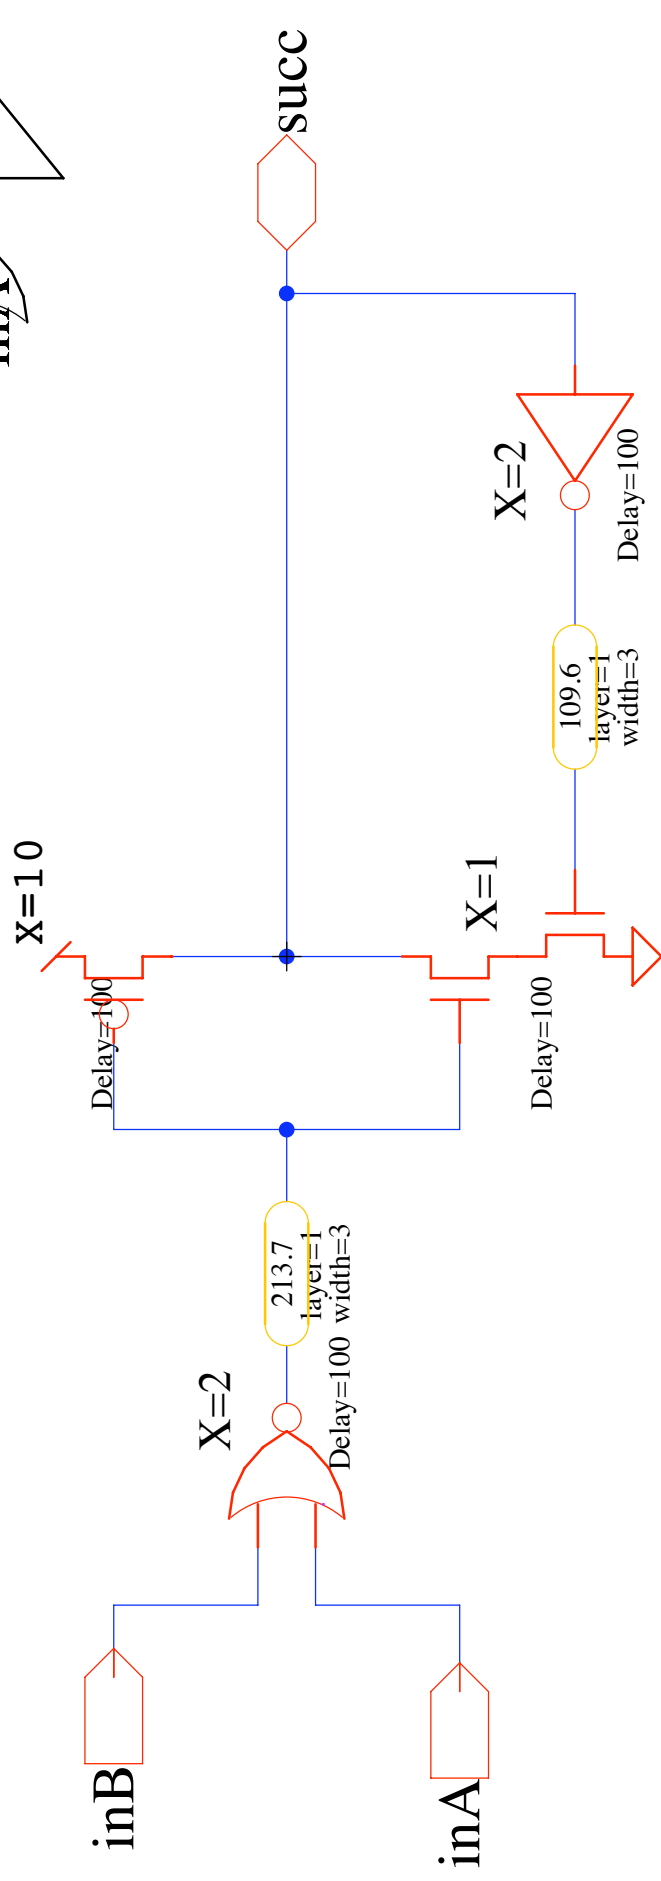 succ
X=2
Delay=100
109.6
layer=1
width=3
x=10
Delay=100
X=1
Delay=100
213.7
layer=1
width=3
X=2
Delay=100
inB
inA